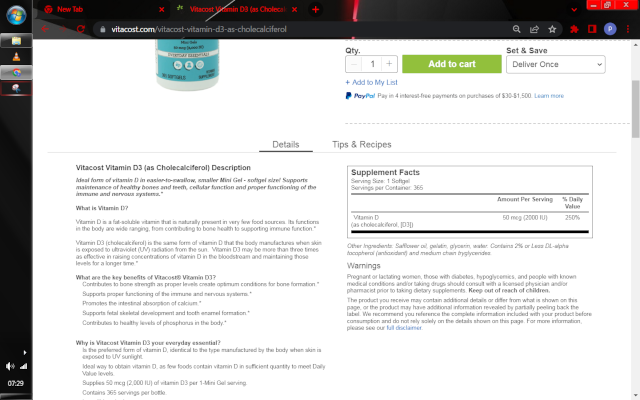 New Tab
Vitacost Vitamin D3 (as Cholecal
vitacost.com/vitacost-vitamin-d3-as-cholecalciferol
P
EVERYDAY ESSENTIALS
Qty.
Set & Save
1
Add to cart
Deliver Once
+ Add to My List
PayPal Pay in 4 interest-free payments on purchases of $30-$1,500. Learn more
Details
Tips & Recipes
Vitacost Vitamin D3 (as Cholecalciferol) Description
Ideal form of vitamin D in easier-to-swallow, smaller Mini Gel - softgel size! Supports
maintenance of healthy bones and teeth, cellular function and proper functioning of the
immune and nervous systems.*
What is Vitamin D?
Vitamin D is a fat-soluble vitamin that is naturally present in very few food sources. Its functions
in the body are wide ranging, from contributing to bone health to supporting immune function.*
Vitamin D3 (cholecalciferol) is the same form of vitamin D that the body manufactures when skin
is exposed to ultraviolet (UV) radiation from the sun. Vitamin D3 may be more than three times
as effective in raising concentrations of vitamin D in the bloodstream and maintaining those
levels for a longer time.*
What are the key benefits of Vitacost® Vitamin D3?
Contributes to bone strength as proper levels create optimum conditions for bone formation.*
Supports proper functioning of the immune and nervous systems.*
Promotes the intestinal absorption of calcium.*
Supports fetal skeletal development and tooth enamel formation.*
Contributes to healthy levels of phosphorus in the body.*
Why is Vitacost Vitamin D3 your everyday essential?
Is the preferred form of vitamin D, identical to the type manufactured by the body when skin is
exposed to UV sunlight.
Ideal way to obtain vitamin D, as few foods contain vitamin D in sufficient quantity to meet Daily
Value levels.
Supplies 50 mcg (2,000 IU) of vitamin D3 per 1-Mini Gel serving.
Contains 365 servings per bottle.
Supplement Facts
Serving Size: 1 Softgel
Servings per Container: 365
Amount Per Serving
% Daily
Value
Vitamin D
(as cholecalciferol, [D3])
50 mcg (2000 IU)
250%
Other Ingredients: Safflower oil, gelatin, glycerin, water. Contains 2% or Less DL-alpha
tocopherol (antioxidant) and medium chain triglycerides.
Warnings
Pregnant or lactating women, those with diabetes, hypoglycemics, and people with known
medical conditions and/or taking drugs should consult with a licensed physician and/or
pharmacist prior to taking dietary supplements. Keep out of reach of children.
The product you receive may contain additional details or differ from what is shown on this
page, or the product may have additional information revealed by partially peeling back the
label. We recommend you reference the complete information included with your product before
consumption and do not rely solely on the details shown on this page. For more information,
please see our full disclaimer.
07:29